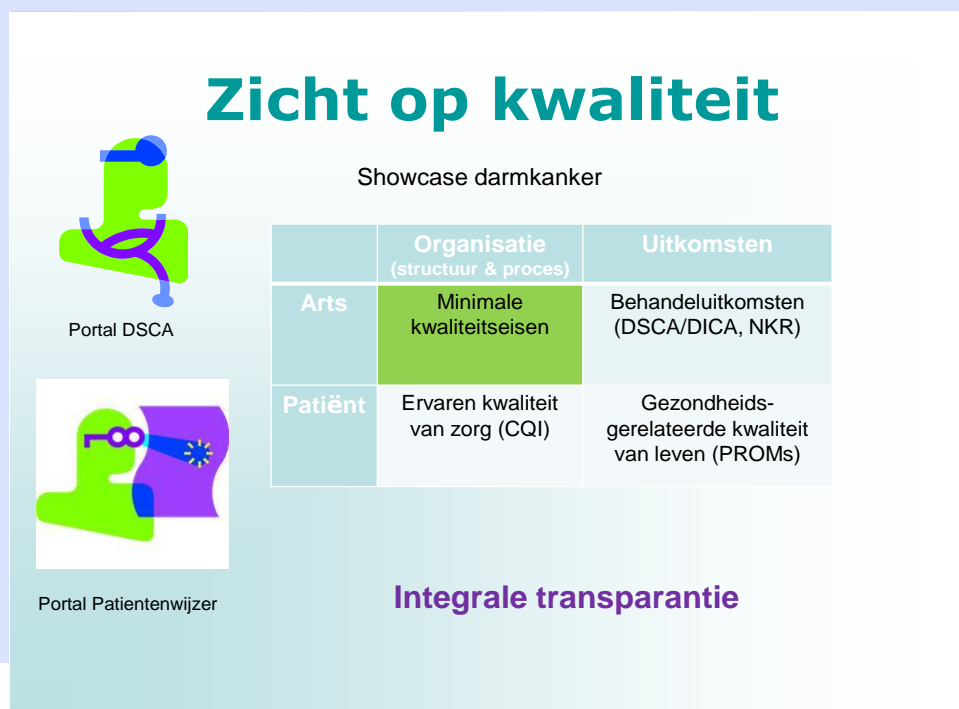 Zicht op kwaliteit
Showcase darmkanker
Portal DSCA
Organisatie
(structuur & proces)
Uitkomsten
Arts
Minimale
kwaliteitseisen
Behandeluitkomsten
(DSCA/DICA, NKR)
Patiënt
Ervaren kwaliteit
van zorg (CQI)
Gezondheids-
gerelateerde kwaliteit
van leven (PROMs)
Portal Patientenwijzer
Integrale transparantie